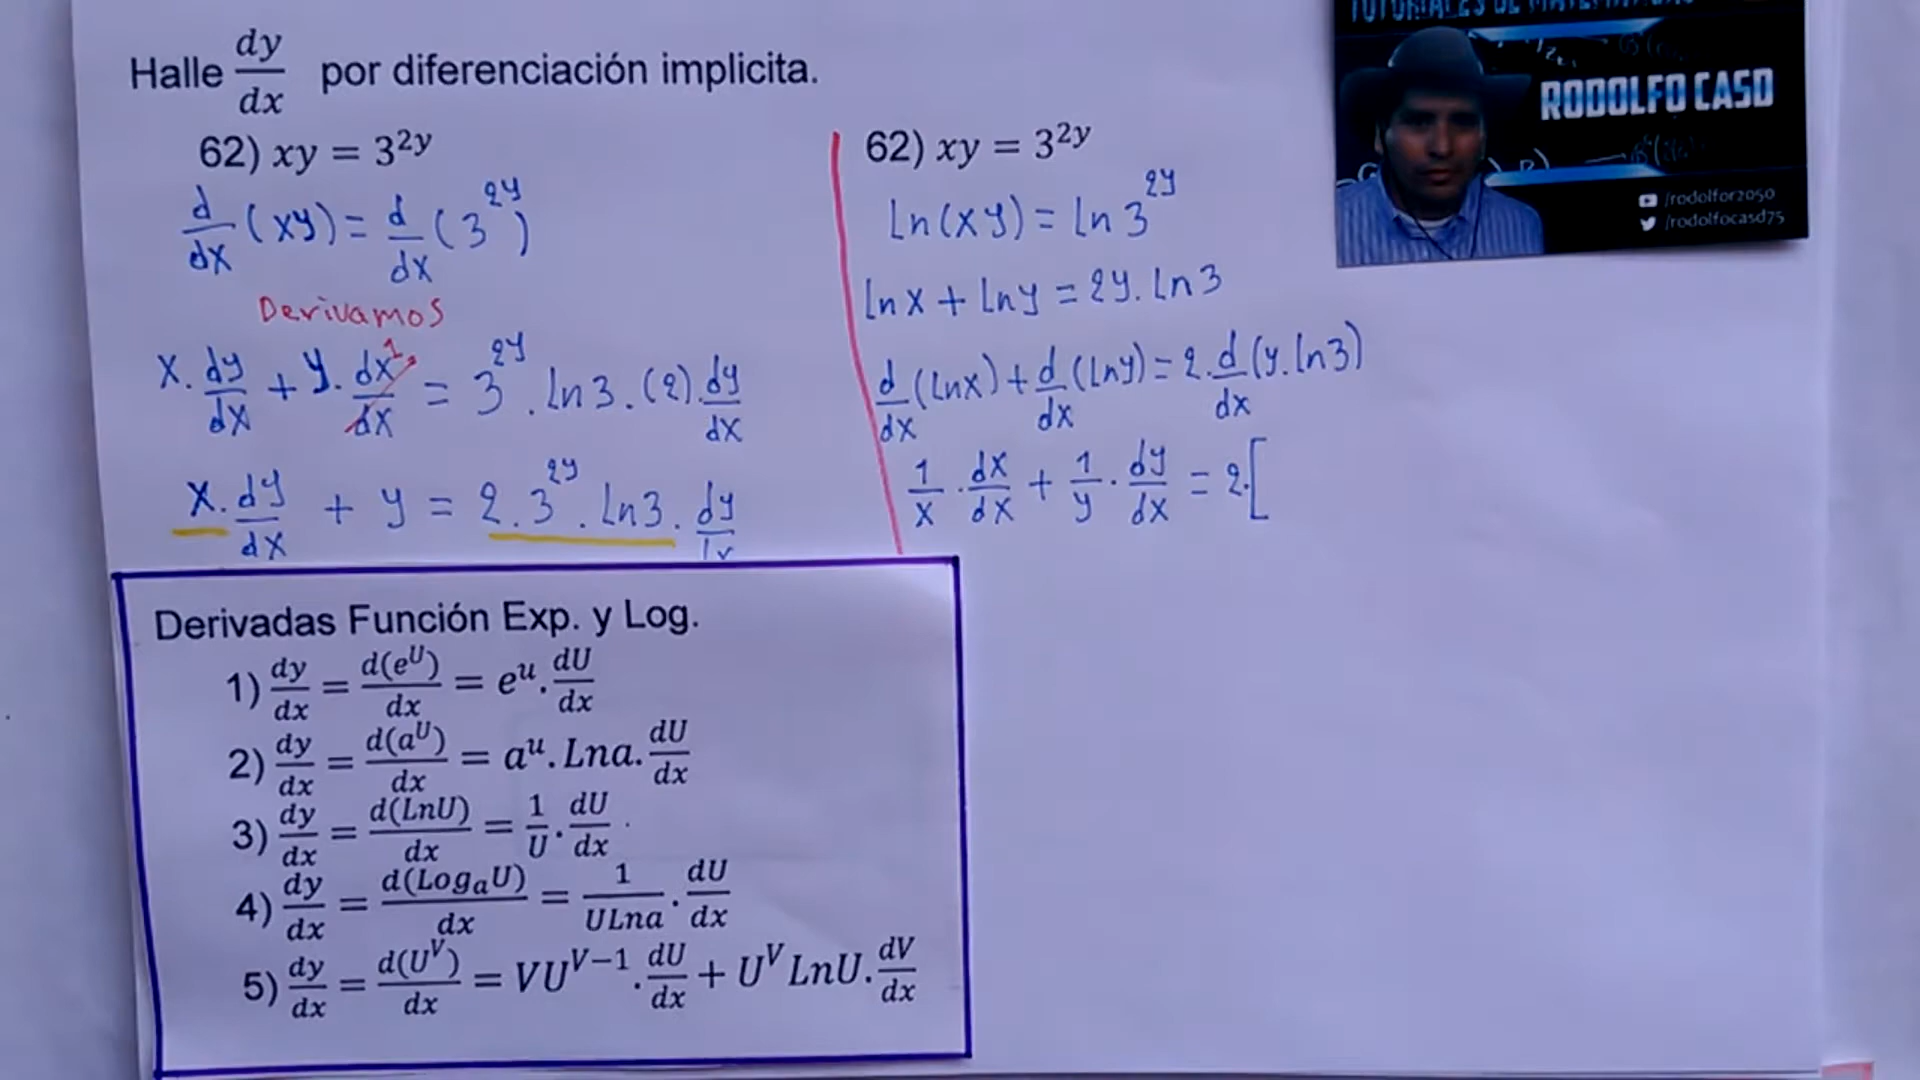 Halle dy/dx por diferenciación implicita.
62) xy = 3^2y
d/dx (xy) = d/dx (3^2y)
Derivamos
x. dy/dx + y. dx/dx 1 = 3^2y . ln3 . (2). dy/dx
x. dy/dx + y = 2. 3^2y . Ln3 . dy/dx
62) xy = 3^2y
Ln(xy) = ln 3^2y
lnx + lny = 2y. ln3
d/dx (lnx) + d/dx (lny) = 2. d/dx (y. ln3)
1/x . dx/dx + 1/y . dy/dx = 2.[
Derivadas Función Exp. y Log.
1) dy/dx = d(e^U)/dx = e^u . dU/dx
2) dy/dx = d(a^U)/dx = a^u . Lna. dU/dx
3) dy/dx = d(LnU)/dx = 1/U . dU/dx
4) dy/dx = d(Log_a U)/dx = 1/ULna . dU/dx
5) dy/dx = d(U^V)/dx = VU^V−1 . dU/dx + U^V LnU. dV/dx
RODOLFO CASO
/rodolfor2050
/rodolfocasd75